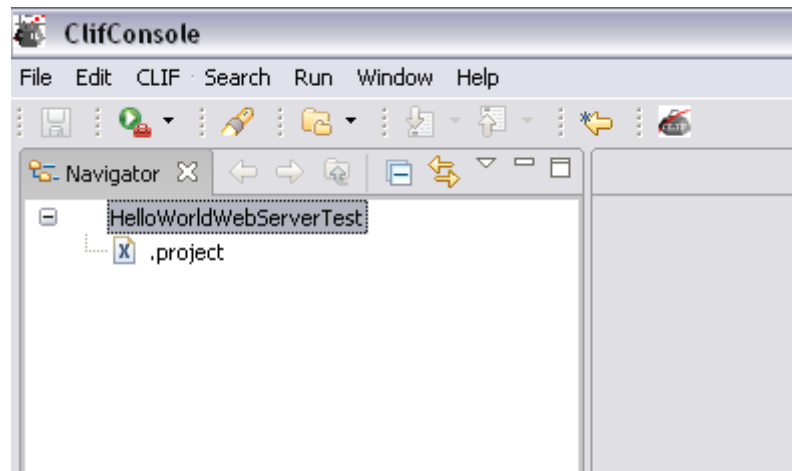 ClifConsole
File Edit CLIF Search Run Window Help
Navigator
HelloWorldWebServerTest
X .project